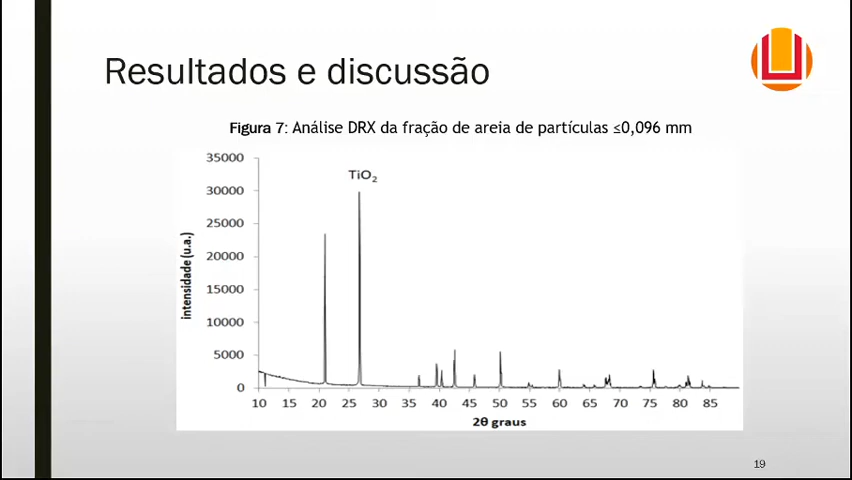 Resultados e discussão
Figura 7: Análise DRX da fração de areia de partículas ≤0,096 mm
35000
TiO₂
30000
25000
20000
15000
10000
5000
0
intensidade (u.a.)
10 15 20 25 30 35 40 45 50 55 60 65 70 75 80 85
2θ graus
19